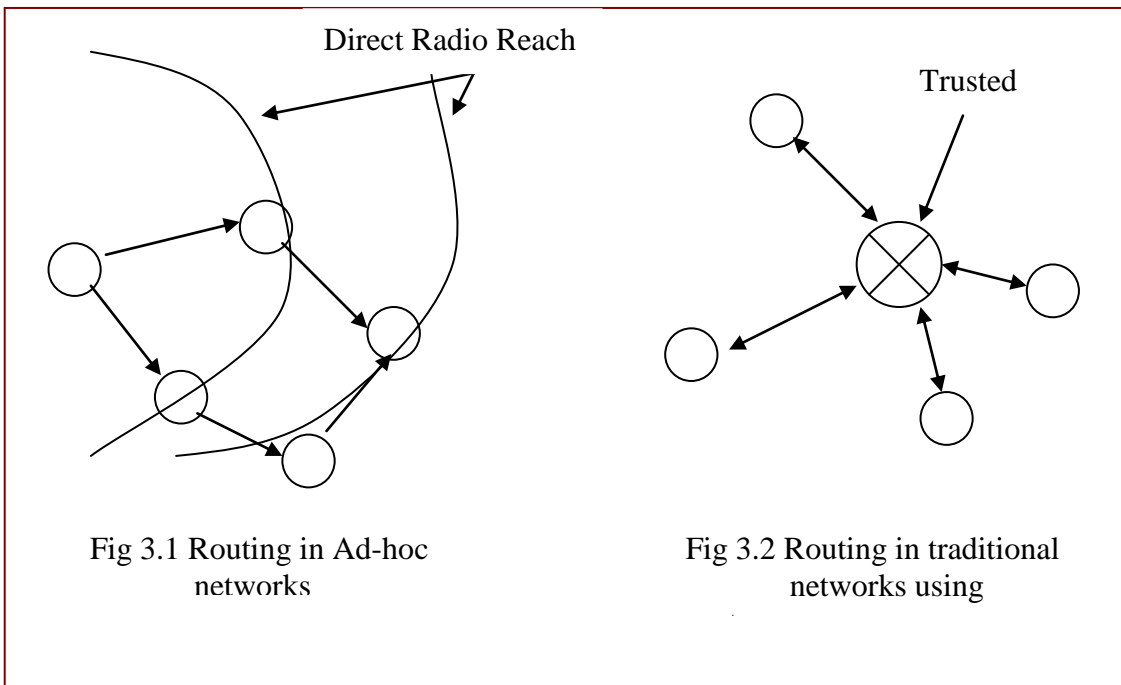 Direct Radio Reach
Trusted
Fig 3.1 Routing in Ad-hoc
networks
Fig 3.2 Routing in traditional
networks using